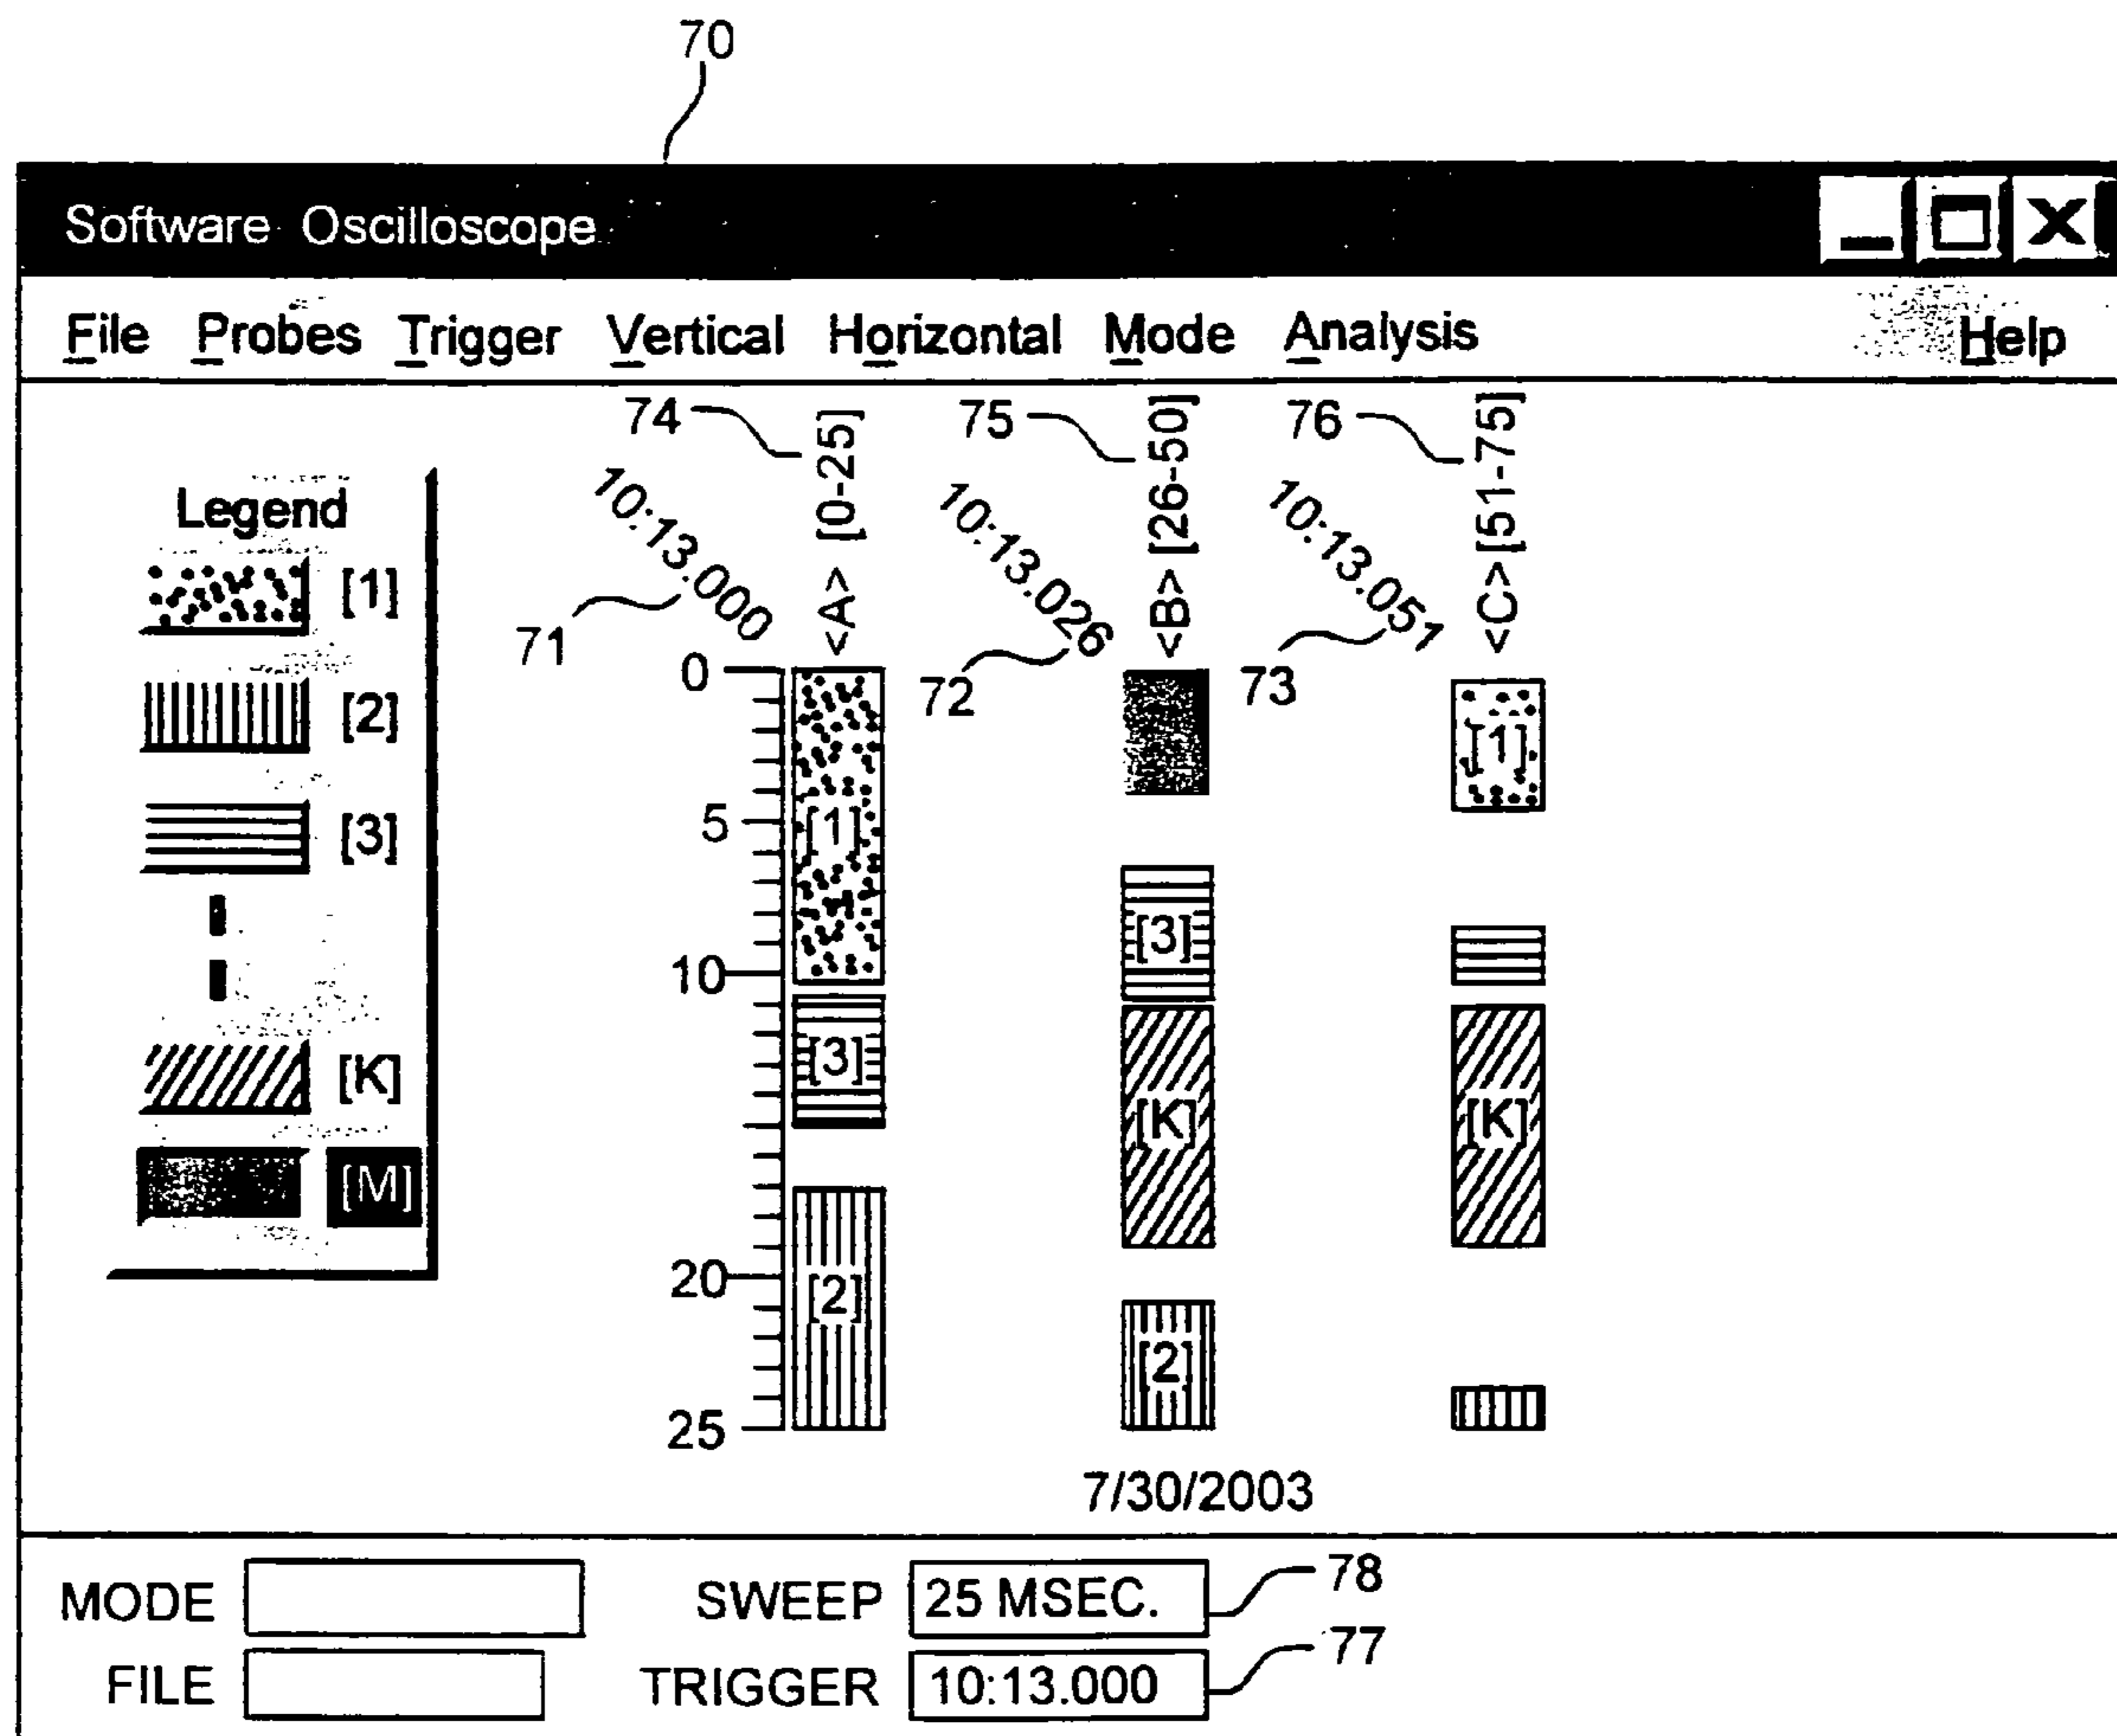 70
Software Oscilloscope
File Probes Trigger Vertical Horizontal Mode Analysis Help
Legend
[1]
[2]
[3]
[K]
[M]
74
75
76
71
72
73
10:13.000
<A> [0-25]
10:13.026
<B> [26-50]
10:13.051
<C> [51-75]
0
5
10
20
25
[1]
[3]
[2]
[3]
[K]
[2]
[1]
[K]
7/30/2003
MODE
SWEEP 25 MSEC. 78
FILE
TRIGGER 10:13.000 77